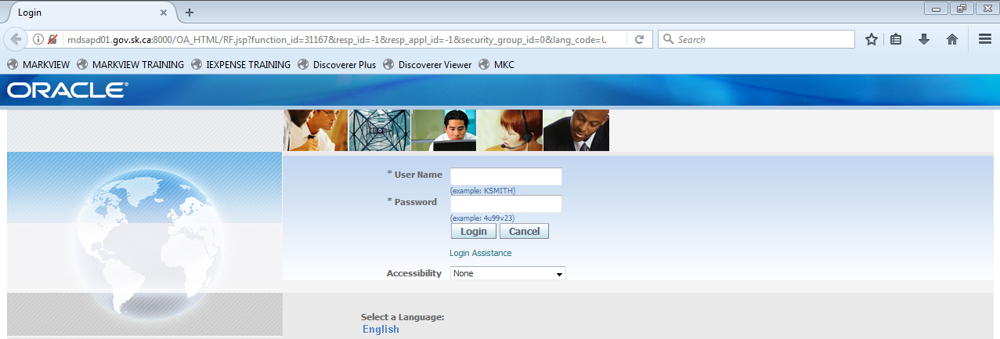 Login
mdsapd01.gov.sk.ca:8000/OA_HTML/RF.jsp?function_id=31167&resp_id=-1&resp_appl_id=-1&security_group_id=0&lang_code=U
Search
MARKVIEW MARKVIEW TRAINING IEXPENSE TRAINING Discoverer Plus Discoverer Viewer MKC
ORACLE®
* User Name
(example: KSMITH)
* Password
(example: 4u99v23)
Login Cancel
Login Assistance
Accessibility None
Select a Language:
English